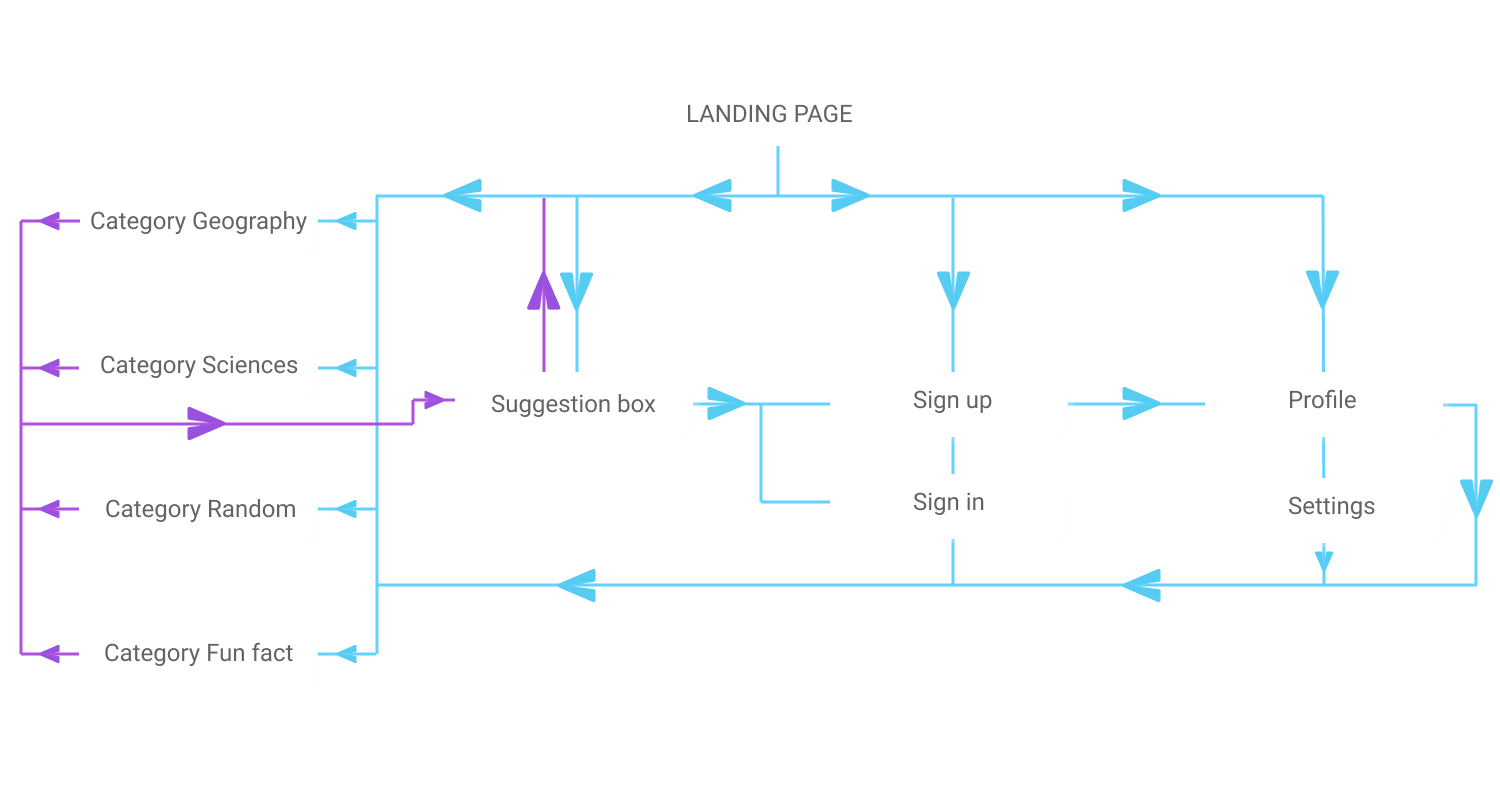 LANDING PAGE
Category Geography
Category Sciences
Suggestion box
Sign up
Profile
Category Random
Sign in
Settings
Category Fun fact